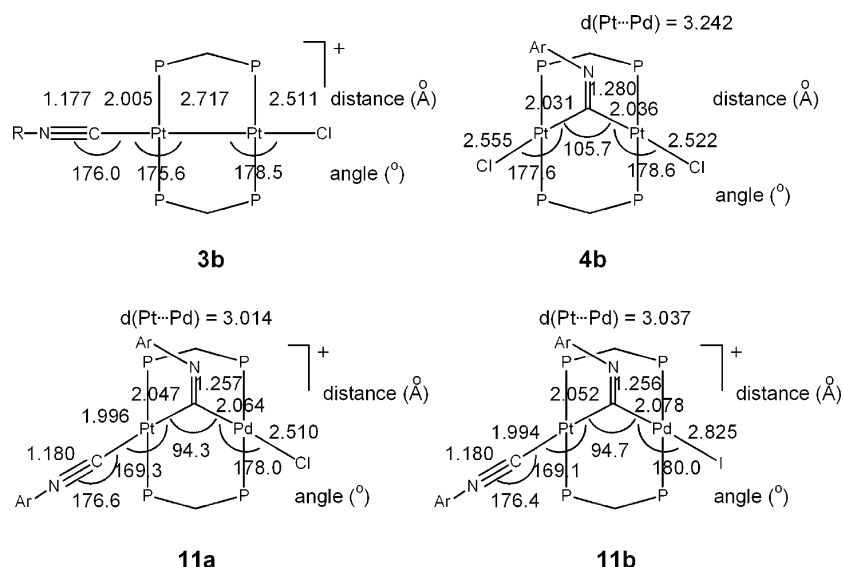 d(Pt···Pd) = 3.242
+
Ar
P P
P N P
1.280
1.177 2.005 2.717 2.511 distance (Å)
2.031 2.036 distance (Å)
R–N≡C Pt Pt Cl
2.555 Pt Pt 2.522
105.7
Cl Cl
176.0 175.6 178.5 angle (°)
177.6 178.6
P P
P P angle (°)
3b 4b
d(Pt···Pd) = 3.014 d(Pt···Pd) = 3.037
Ar + Ar +
P N P P N P
1.257 1.256
2.047 distance (Å) 2.052 distance (Å)
1.996 2.064 1.994 2.078
Pt Pd 2.510 Pt Pd 2.825
1.180 94.3 1.180 94.7
C Cl C I
169.3 178.0 169.1 180.0
N N
Ar 176.6 P P angle (°) Ar 176.4 P P angle (°)
11a 11b